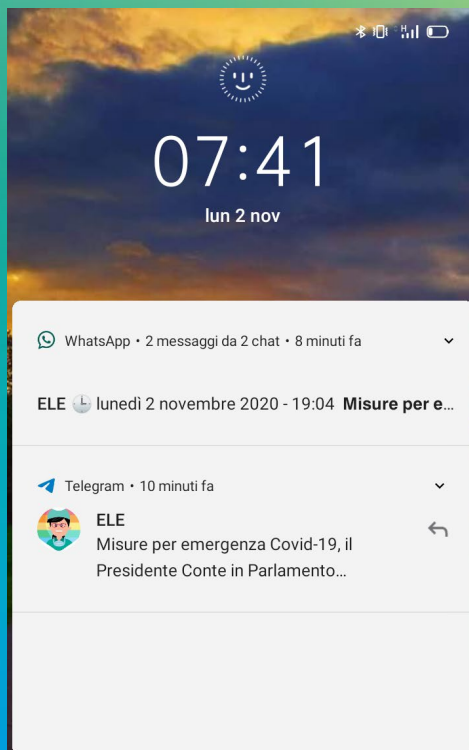 07:41
lun 2 nov
WhatsApp • 2 messaggi da 2 chat • 8 minuti fa
ELE 🕒 lunedì 2 novembre 2020 - 19:04 Misure per e...
Telegram • 10 minuti fa
ELE
Misure per emergenza Covid-19, il
Presidente Conte in Parlamento...